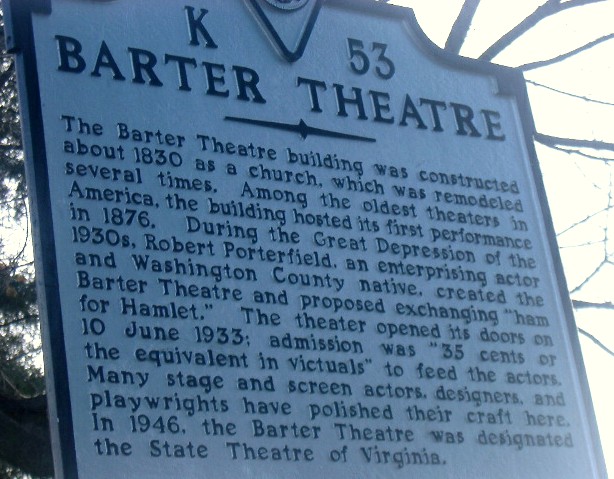 K 53
BARTER THEATRE
The Barter Theatre building was constructed
about 1830 as a church, which was remodeled
several times. Among the oldest theaters in
America, the building hosted its first performance
in 1876. During the Great Depression of the
1930s, Robert Porterfield, an enterprising actor
and Washington County native, created the
Barter Theatre and proposed exchanging "ham
for Hamlet." The theater opened its doors on
10 June 1933; admission was "35 cents or
the equivalent in victuals" to feed the actors.
Many stage and screen actors, designers, and
playwrights have polished their craft here.
In 1946, the Barter Theatre was designated
the State Theatre of Virginia.